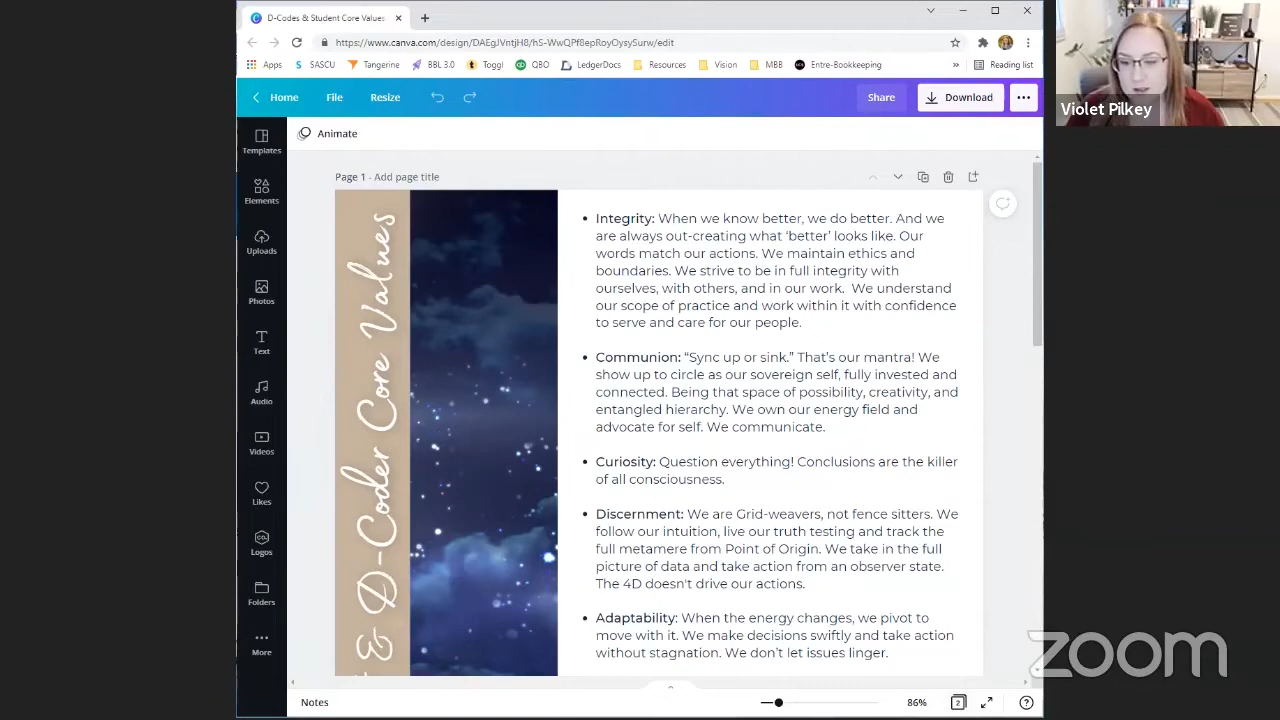 D-Codes & Student Core Values
https://www.canva.com/design/DAEgJVntjH8/hS-WwQPf8epRoyOysySurw/edit
Apps
SASCU
Tangerine
BBL 3.0
Toggl
QBO
LedgerDocs
Resources
Vision
MBB
Entre-Bookkeeping
»
Reading list
Home
File
Resize
Share
Download
Animate
Templates
Elements
Uploads
Photos
Text
Audio
Videos
Likes
Logos
Folders
More
Page 1 - Add page title
& D-Coder Core Values
• Integrity: When we know better, we do better. And we
are always out-creating what ‘better’ looks like. Our
words match our actions. We maintain ethics and
boundaries. We strive to be in full integrity with
ourselves, with others, and in our work. We understand
our scope of practice and work within it with confidence
to serve and care for our people.
• Communion: “Sync up or sink.” That’s our mantra! We
show up to circle as our sovereign self, fully invested and
connected. Being that space of possibility, creativity, and
entangled hierarchy. We own our energy field and
advocate for self. We communicate.
• Curiosity: Question everything! Conclusions are the killer
of all consciousness.
• Discernment: We are Grid-weavers, not fence sitters. We
follow our intuition, live our truth testing and track the
full metamere from Point of Origin. We take in the full
picture of data and take action from an observer state.
The 4D doesn't drive our actions.
• Adaptability: When the energy changes, we pivot to
move with it. We make decisions swiftly and take action
without stagnation. We don’t let issues linger.
Notes
86%
2
Violet Pilkey
zoom